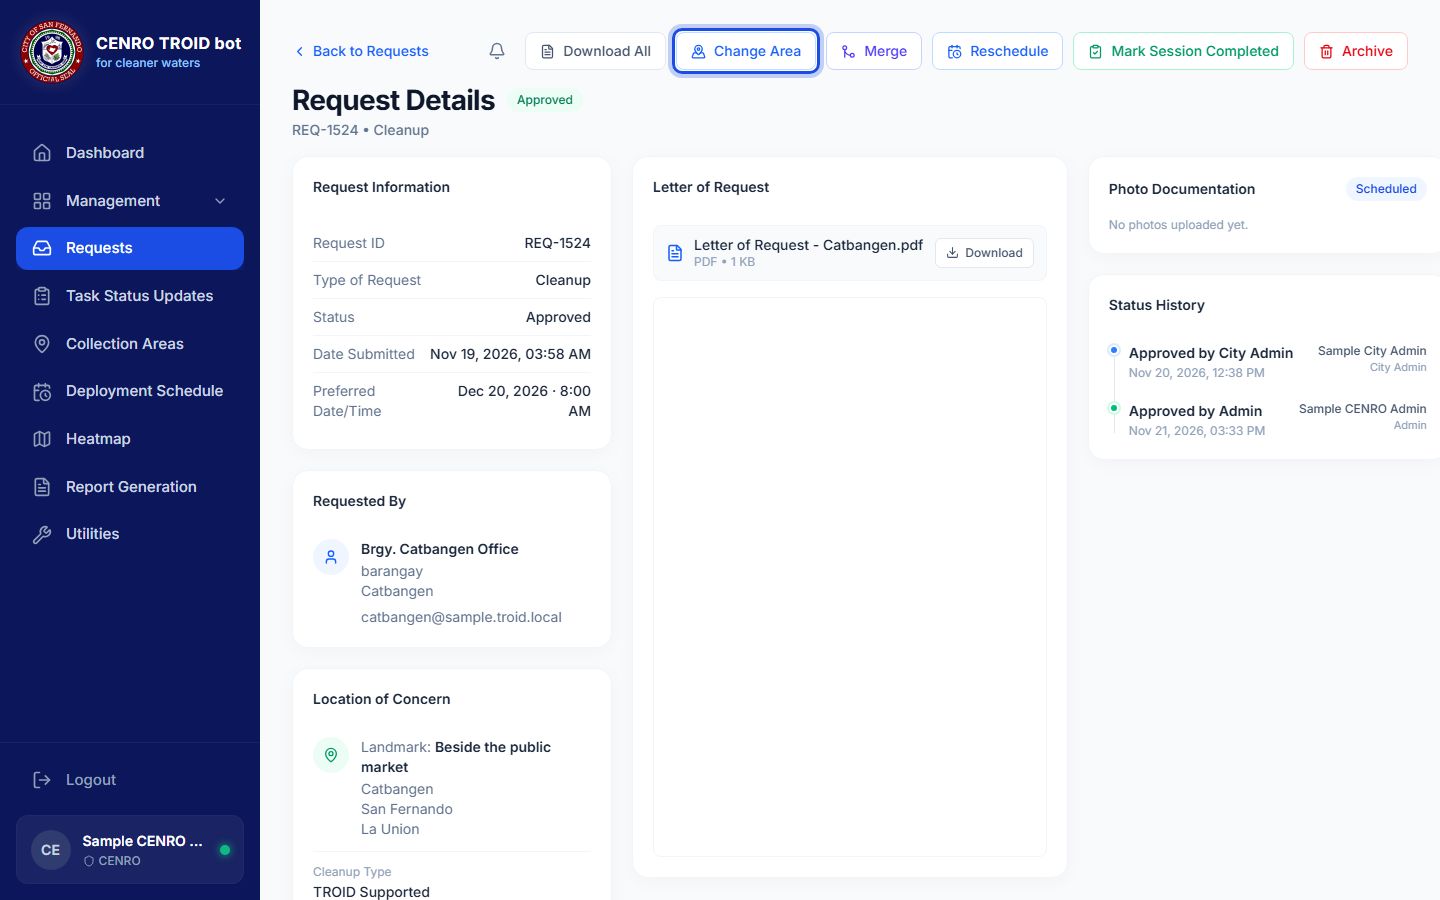 CITY OF SAN FERNANDO
OFFICIAL SEAL
CENRO TROID bot
for cleaner waters
Dashboard
Management
Requests
Task Status Updates
Collection Areas
Deployment Schedule
Heatmap
Report Generation
Utilities
Logout
CE
Sample CENRO ...
CENRO
Back to Requests
Download All
Change Area
Merge
Reschedule
Mark Session Completed
Archive
Request Details
Approved
REQ-1524 • Cleanup
Request Information
Request ID REQ-1524
Type of Request Cleanup
Status Approved
Date Submitted Nov 19, 2026, 03:58 AM
Preferred Date/Time Dec 20, 2026 · 8:00 AM
Requested By
Brgy. Catbangen Office
barangay
Catbangen
catbangen@sample.troid.local
Location of Concern
Landmark: Beside the public
market
Catbangen
San Fernando
La Union
Cleanup Type
TROID Supported
Letter of Request
Letter of Request - Catbangen.pdf
PDF • 1 KB
Download
Photo Documentation
Scheduled
No photos uploaded yet.
Status History
Approved by City Admin
Nov 20, 2026, 12:38 PM
Sample City Admin
City Admin
Approved by Admin
Nov 21, 2026, 03:33 PM
Sample CENRO Admin
Admin